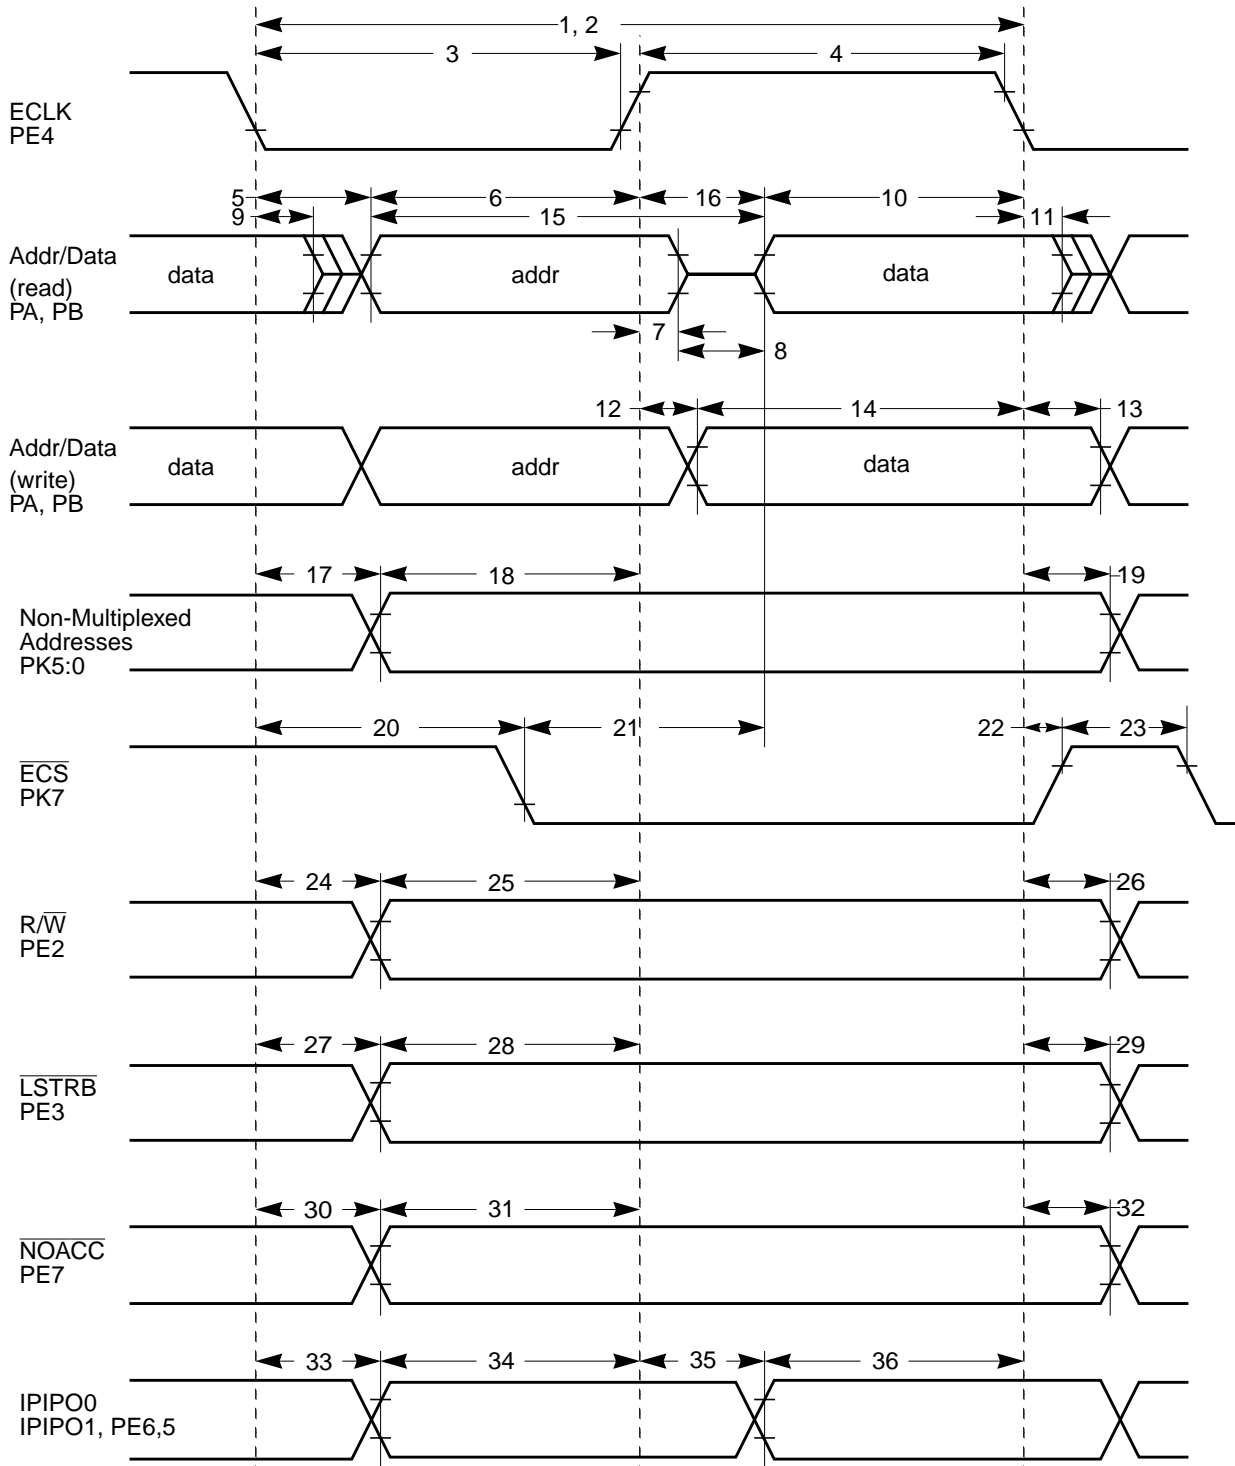 1, 2
3
4
ECLK
PE4
5
6
16
10
9
15
11
Addr/Data
(read)
PA, PB
data
addr
data
7
8
12
14
13
Addr/Data
(write)
PA, PB
data
addr
data
17
18
19
Non-Multiplexed
Addresses
PK5:0
20
21
22
23
ECS
PK7
24
25
26
R/W
PE2
27
28
29
LSTRB
PE3
30
31
32
NOACC
PE7
33
34
35
36
IPIPO0
IPIPO1, PE6,5